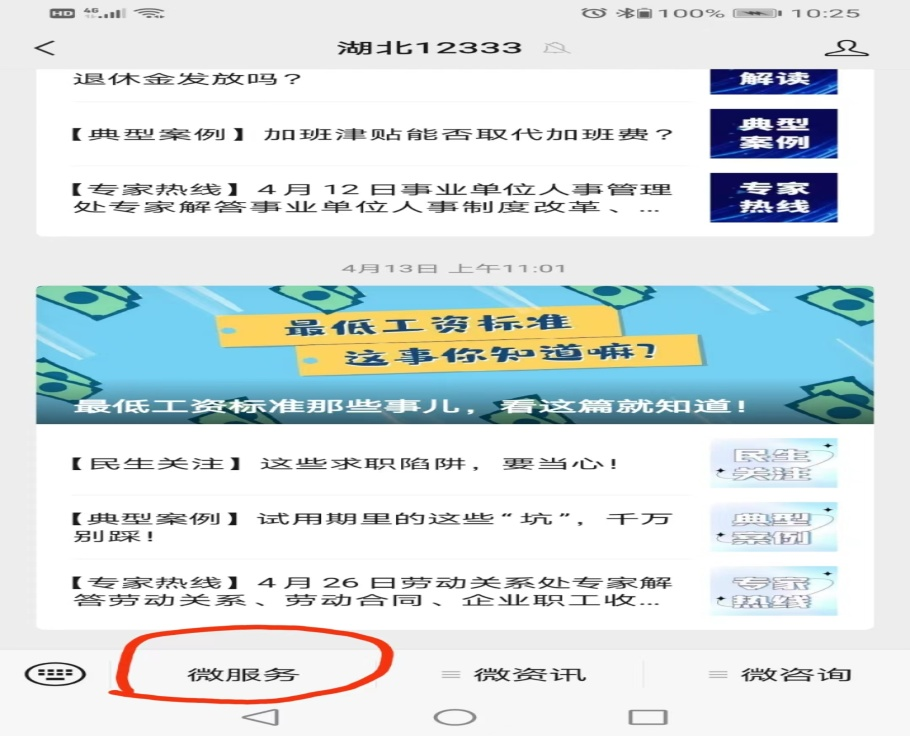 HD 4G 100% 10:25
湖北12333
退休金发放吗？
解读
【典型案例】加班津贴能否取代加班费？
典型
案例
【专家热线】4月12日事业单位人事管理
处专家解答事业单位人事制度改革、...
专家
热线
4月13日 上午11:01
最低工资标准
这事你知道嘛?
最低工资标准那些事儿，看这篇就知道！
【民生关注】这些求职陷阱，要当心！
民生
关注
【典型案例】试用期里的这些“坑”，千万
别踩！
典型
案例
【专家热线】4月26日劳动关系处专家解
答劳动关系、劳动合同、企业职工收...
专家
热线
微服务
微资讯
微咨询